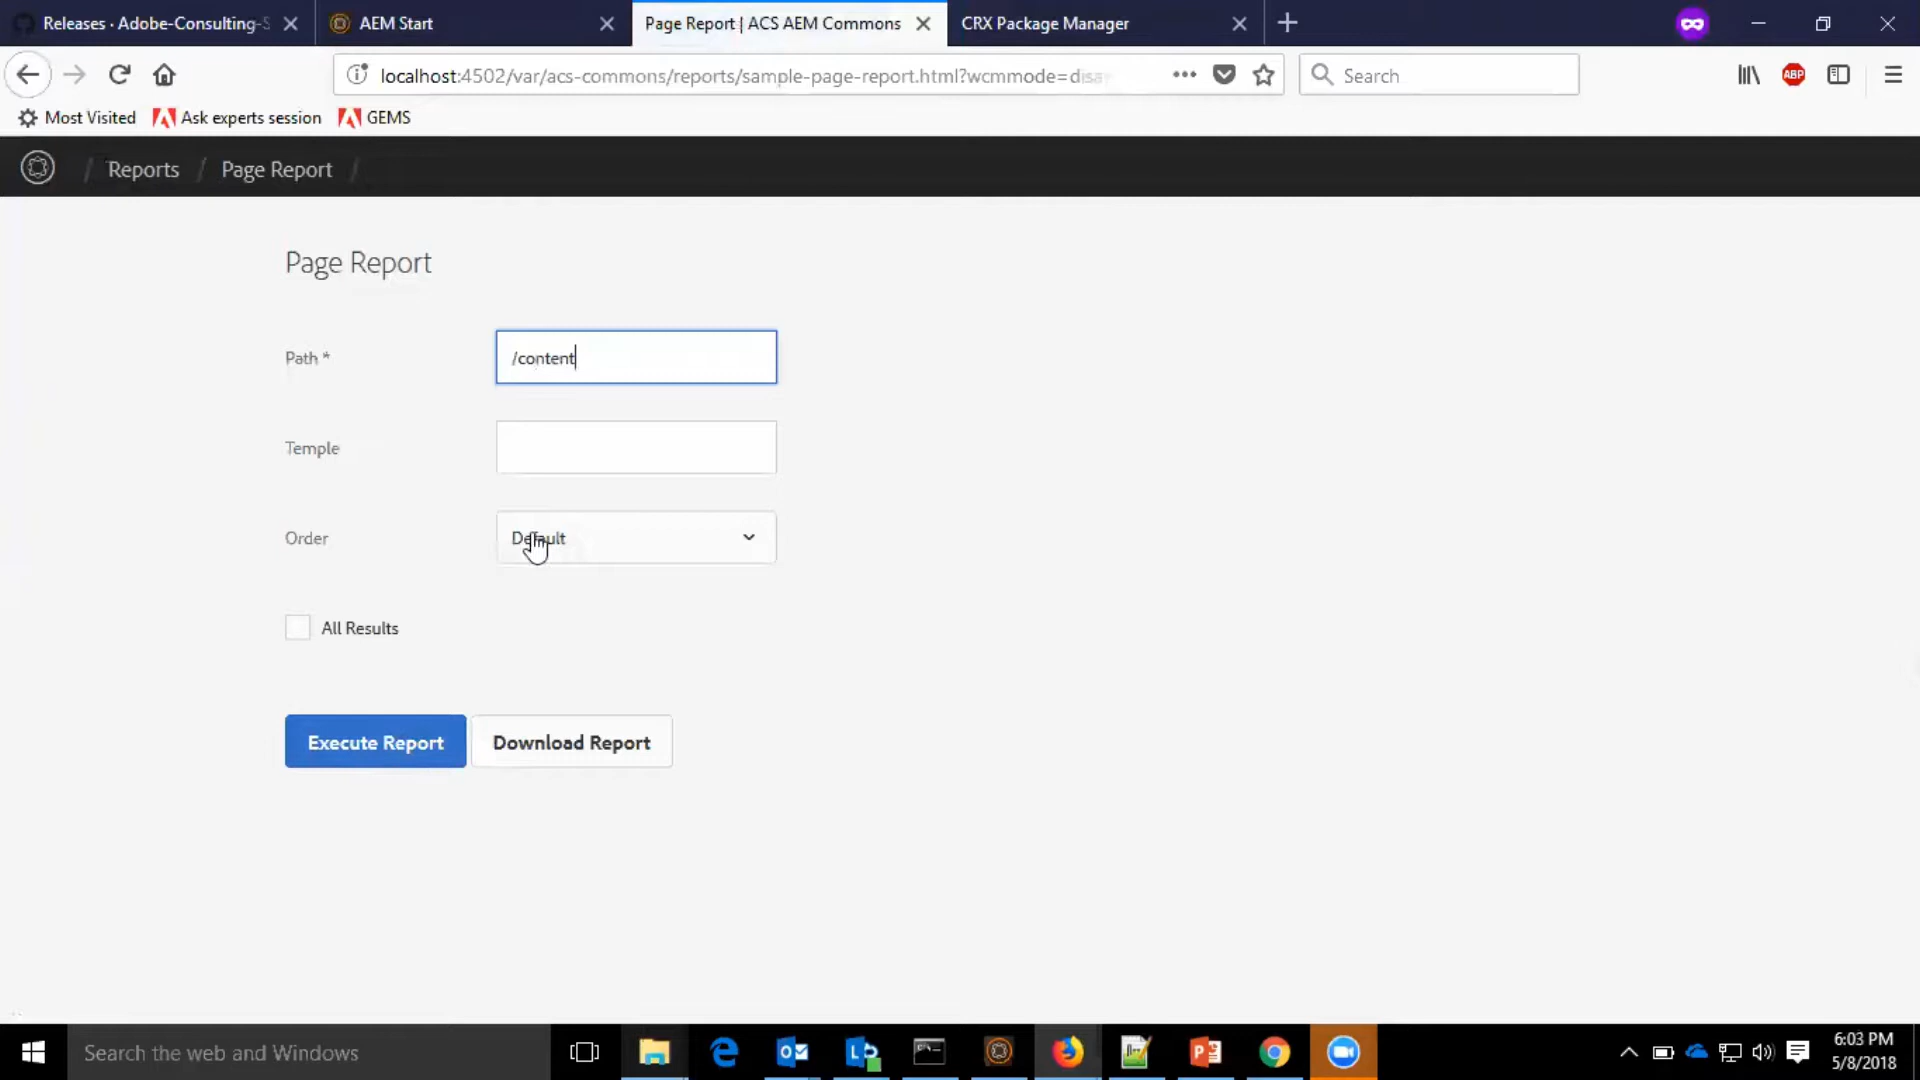 Releases · Adobe-Consulting-S
AEM Start
Page Report | ACS AEM Commons
CRX Package Manager
localhost:4502/var/acs-commons/reports/sample-page-report.html?wcmmode=disa
Search
ABP
Most Visited
Ask experts session
GEMS
/ Reports / Page Report /
Page Report
Path *
/content
Temple
Order
Default
All Results
Execute Report
Download Report
Search the web and Windows
6:03 PM
5/8/2018